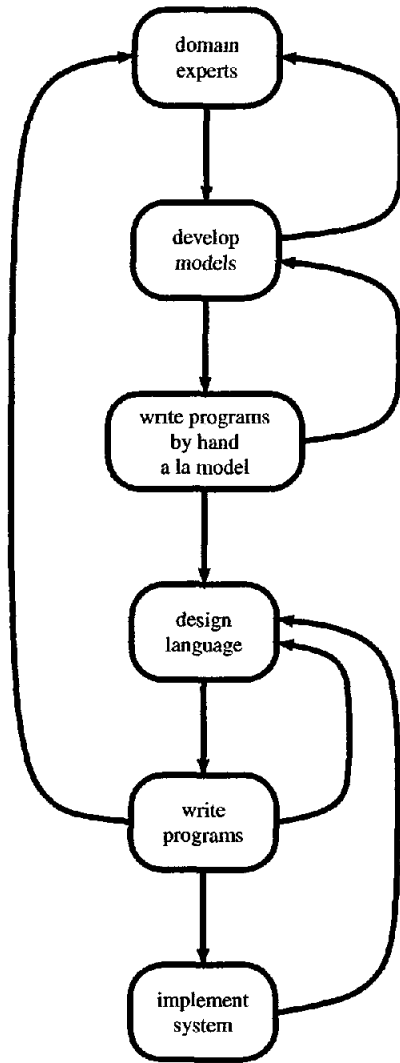 domain
experts
develop
models
write programs
by hand
a la model
design
language
write
programs
implement
system